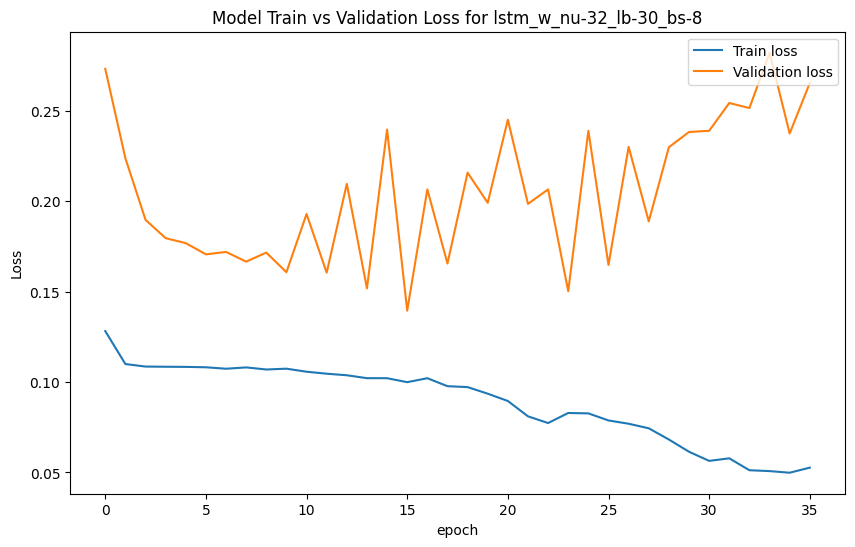 Model Train vs Validation Loss for lstm_w_nu-32_lb-30_bs-8
Train loss
Validation loss
0.25
0.20
0.15
0.10
0.05
Loss
0
5
10
15
20
25
30
35
epoch